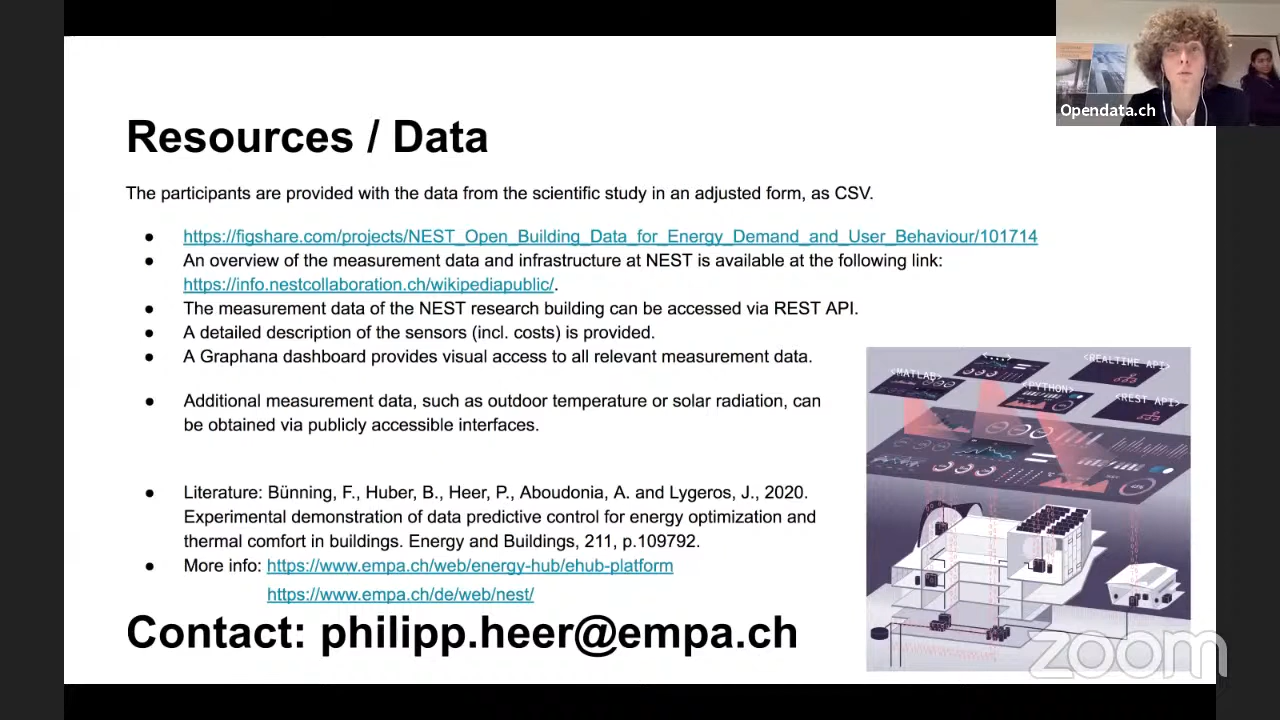 Opendata.ch
Resources / Data
The participants are provided with the data from the scientific study in an adjusted form, as CSV.
● https://figshare.com/projects/NEST_Open_Building_Data_for_Energy_Demand_and_User_Behaviour/101714
● An overview of the measurement data and infrastructure at NEST is available at the following link:
https://info.nestcollaboration.ch/wikipediapublic/.
● The measurement data of the NEST research building can be accessed via REST API.
● A detailed description of the sensors (incl. costs) is provided.
● A Graphana dashboard provides visual access to all relevant measurement data.
● Additional measurement data, such as outdoor temperature or solar radiation, can
be obtained via publicly accessible interfaces.
● Literature: Bünning, F., Huber, B., Heer, P., Aboudonia, A. and Lygeros, J., 2020.
Experimental demonstration of data predictive control for energy optimization and
thermal comfort in buildings. Energy and Buildings, 211, p.109792.
● More info: https://www.empa.ch/web/energy-hub/ehub-platform
https://www.empa.ch/de/web/nest/
Contact: philipp.heer@empa.ch
<...>
<REALTIME API>
<MATLAB>
<PYTHON>
<REST API>
zoom